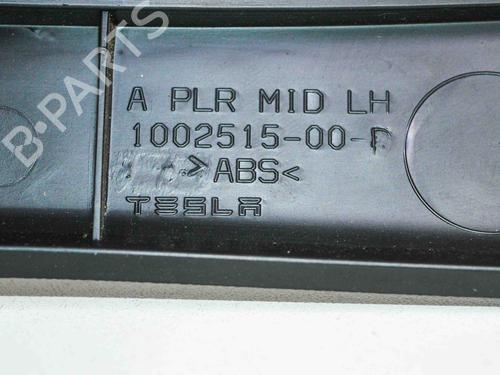 B-PARTS
A PLR MID LH
1002515-00-F
>ABS<
TESLA